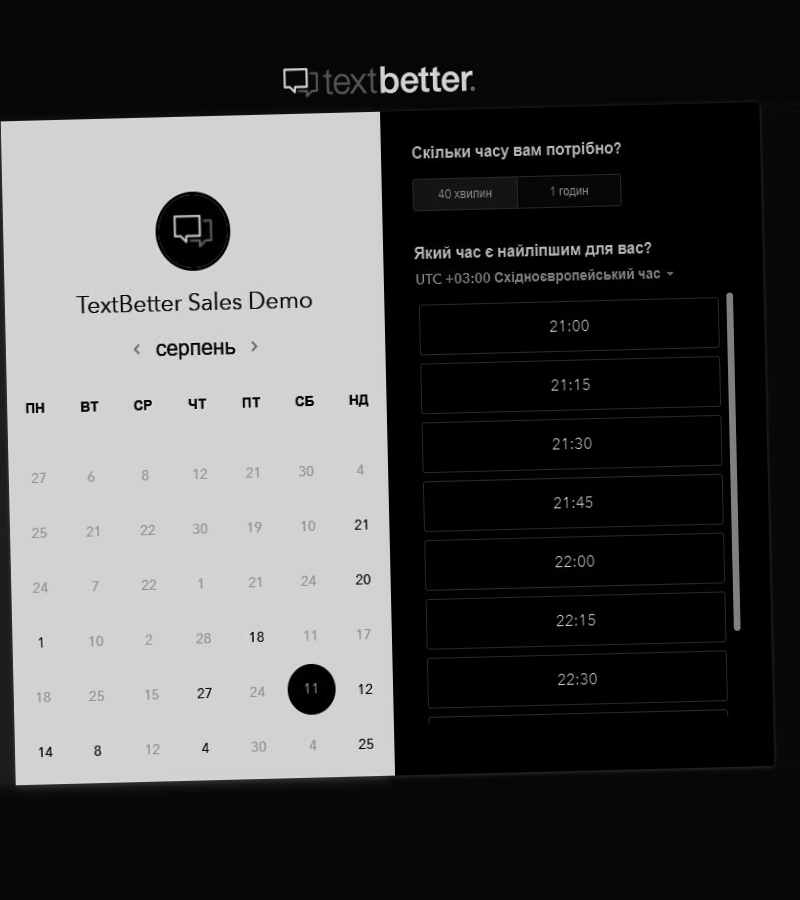 textbetter.
TextBetter Sales Demo
серпень
ПН ВТ СР ЧТ ПТ СБ НД
27 6 8 12 21 30 4
25 21 22 30 19 10 21
24 7 22 1 21 24 20
1 10 2 28 18 11 17
18 25 15 27 24 11 12
14 8 12 4 30 4 25
Скільки часу вам потрібно?
40 хвилин 1 годин
Який час є найліпшим для вас?
UTC +03:00 Східноєвропейський час
21:00
21:15
21:30
21:45
22:00
22:15
22:30